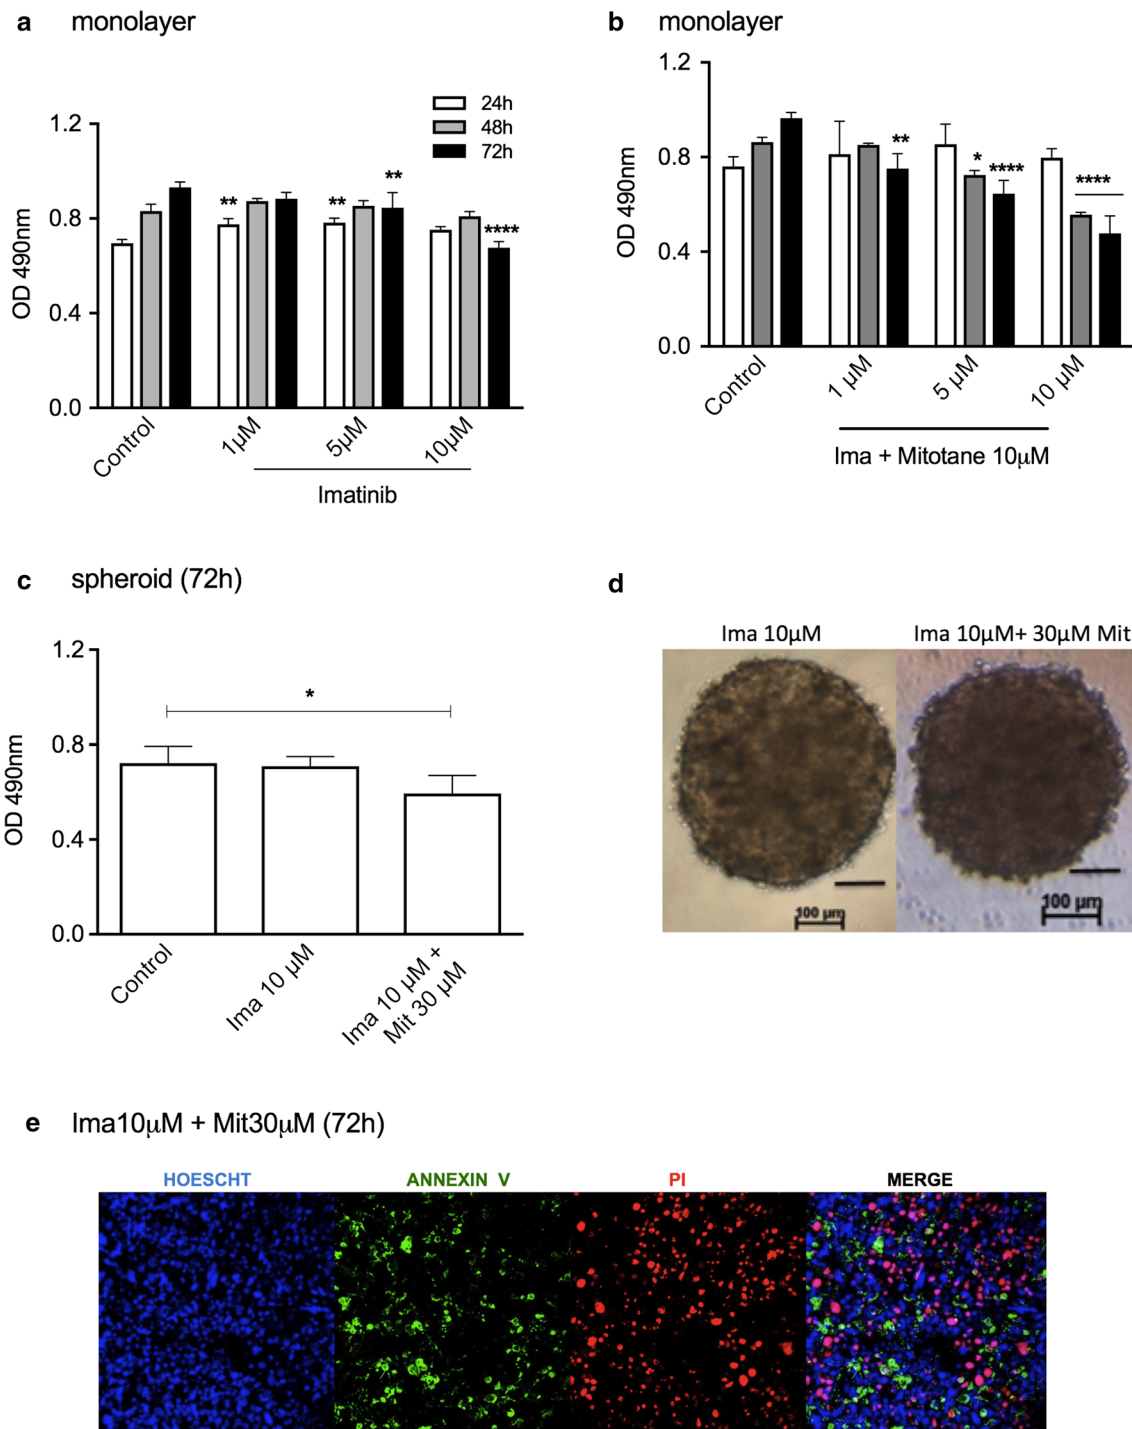 a monolayer
24h
48h
72h
1.2
0.8
0.4
0.0
OD 490nm
** ** ** ****
Control 1µM 5µM 10µM
Imatinib
b monolayer
1.2
0.8
0.4
0.0
OD 490nm
** * **** ****
Control 1 µM 5 µM 10 µM
Ima + Mitotane 10µM
c spheroid (72h)
1.2
0.8
0.4
0.0
OD 490nm
*
Control
Ima 10 µM
Ima 10 µM +
Mit 30 µM
d
Ima 10µM Ima 10µM+ 30µM Mit
100 µm 100 µm
e Ima10µM + Mit30µM (72h)
HOESCHT ANNEXIN V PI MERGE